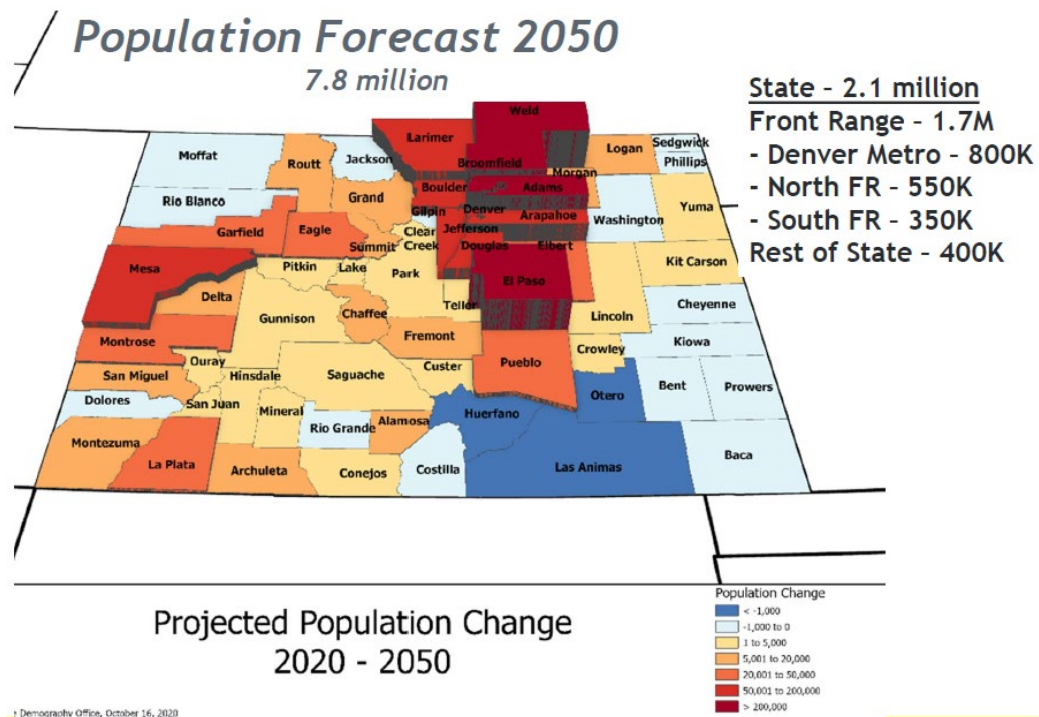 Population Forecast 2050
7.8 million
State - 2.1 million
Front Range - 1.7M
- Denver Metro - 800K
- North FR - 550K
- South FR - 350K
Rest of State - 400K
Weld
Larimer
Logan
Sedgwick
Phillips
Moffat
Routt
Jackson
Broomfield
Morgan
Boulder
Adams
Rio Blanco
Grand
Gilpin
Denver
Arapahoe
Washington
Yuma
Garfield
Eagle
Summit
Clear
Creek
Jefferson
Douglas
Elbert
Mesa
Pitkin
Lake
Park
El Paso
Kit Carson
Delta
Gunnison
Chaffee
Teller
Lincoln
Cheyenne
Montrose
Fremont
Kiowa
Ouray
Crowley
San Miguel
Hinsdale
Saguache
Custer
Pueblo
Bent
Prowers
Dolores
San Juan
Mineral
Rio Grande
Alamosa
Huerfano
Otero
Montezuma
La Plata
Archuleta
Conejos
Costilla
Las Animas
Baca
Projected Population Change
2020 - 2050
Population Change
< -1,000
-1,000 to 0
1 to 5,000
5,001 to 20,000
20,001 to 50,000
50,001 to 200,000
> 200,000
e Demography Office, October 16, 2020